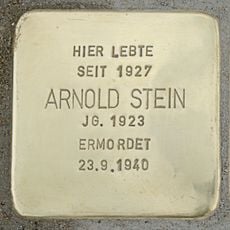 HIER LEBTE
SEIT 1927
ARNOLD STEIN
JG. 1923
ERMORDET
23.9.1940